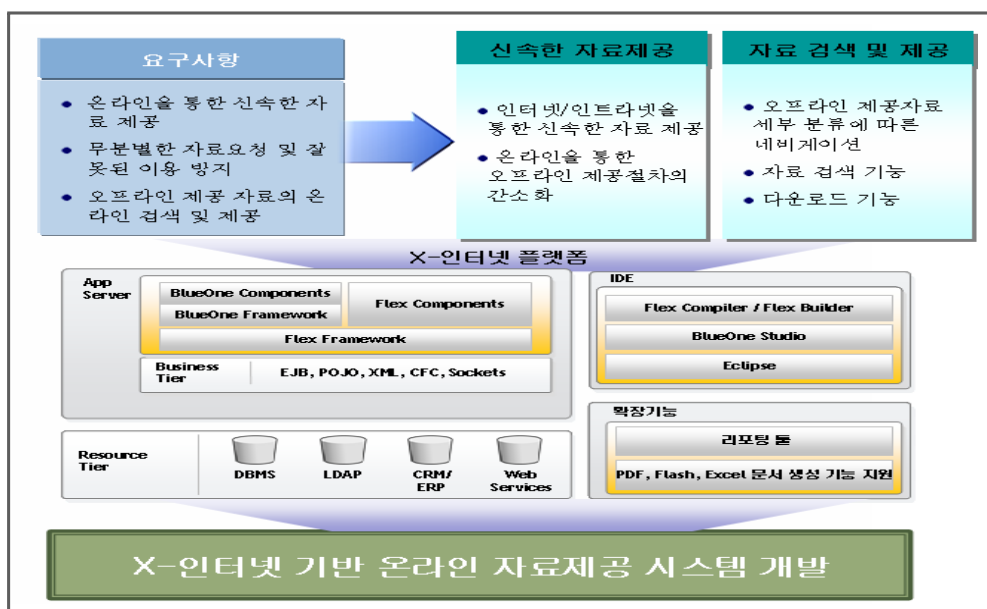 요구사항
• 온라인을 통한 신속한 자
료 제공
• 무분별한 자료요청 및 잘
못된 이용 방지
• 오프라인 제공 자료의 온
라인 검색 및 제공
신속한 자료제공
• 인터넷/인트라넷을
통한 신속한 자료 제공
• 온라인을 통한
오프라인 제공절차의
간소화
자료 검색 및 제공
• 오프라인 제공자료
세부 분류에 따른
네비게이션
• 자료 검색 기능
• 다운로드 기능
X-인터넷 플랫폼
App
Server
BlueOne Components
BlueOne Framework
Flex Components
Flex Framework
Business
Tier
EJB, POJO, XML, CFC, Sockets
Resource
Tier
DBMS
LDAP
CRM/
ERP
Web
Services
IDE
Flex Compiler / Flex Builder
BlueOne Studio
Eclipse
확장기능
리포팅 툴
PDF, Flash, Excel 문서 생성 기능 지원
X-인터넷 기반 온라인 자료제공 시스템 개발